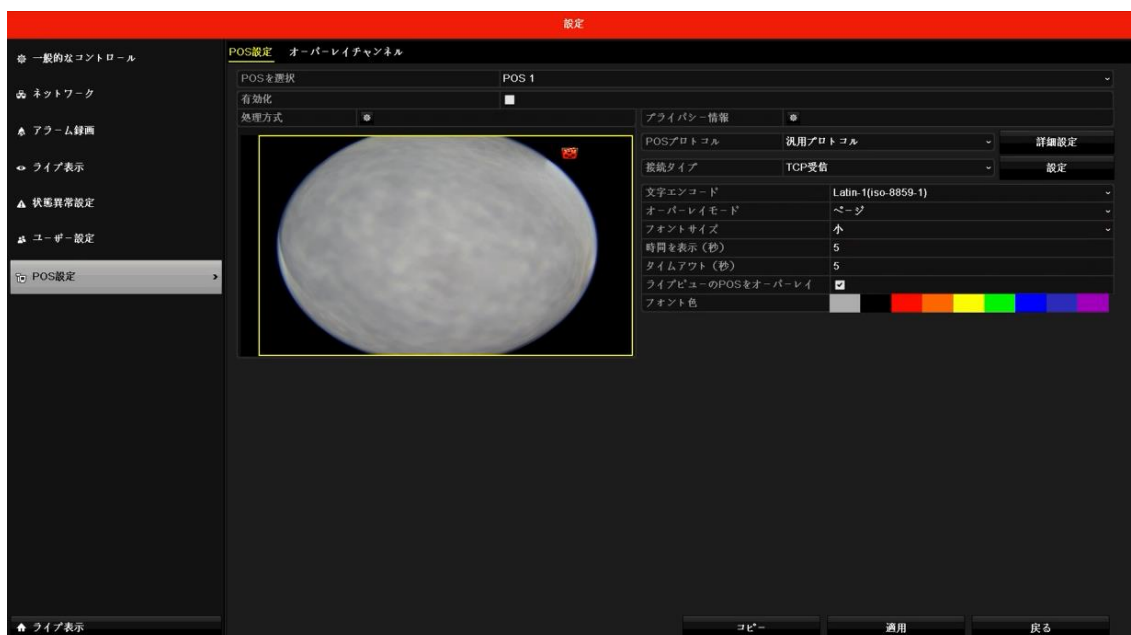 設定
一般的なコントロール
ネットワーク
アラーム録画
ライブ表示
状態異常設定
ユーザー設定
POS設定
ライブ表示
POS設定 オーバーレイチャンネル
POSを選択 POS 1
有効化
処理方式 プライバシー情報
POSプロトコル 汎用プロトコル 詳細設定
接続タイプ TCP受信 設定
文字エンコード Latin-1(iso-8859-1)
オーバーレイモード ページ
フォントサイズ 小
時間を表示（秒） 5
タイムアウト（秒） 5
ライブビューのPOSをオーバーレイ
フォント色
コピー 適用 戻る